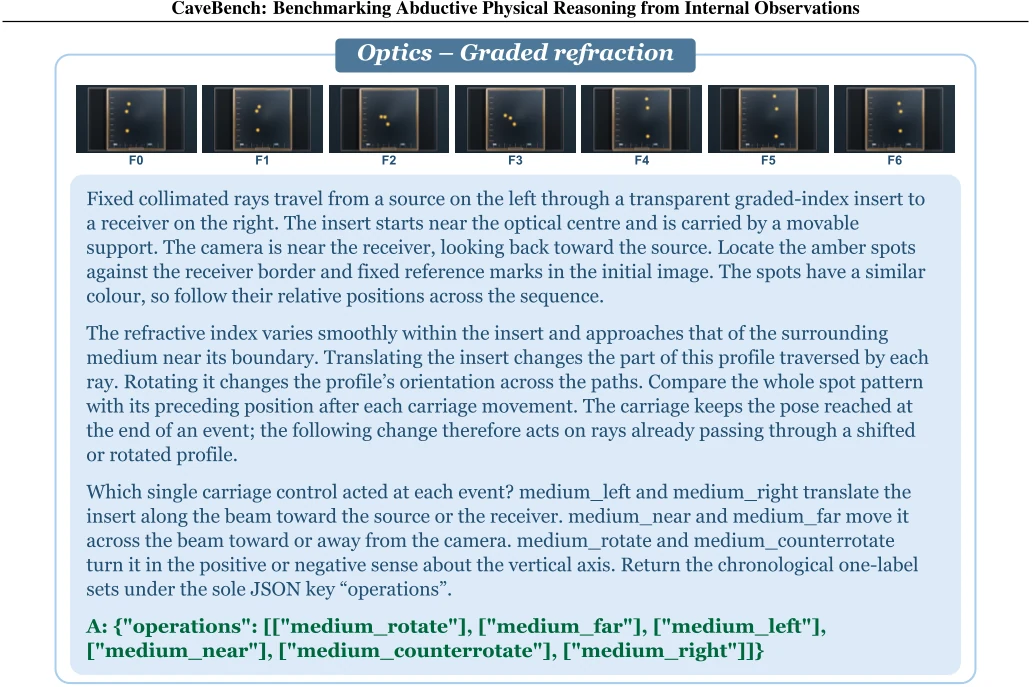 CaveBench: Benchmarking Abductive Physical Reasoning from Internal Observations
Optics – Graded refraction
F0 F1 F2 F3 F4 F5 F6
Fixed collimated rays travel from a source on the left through a transparent graded-index insert to
a receiver on the right. The insert starts near the optical centre and is carried by a movable
support. The camera is near the receiver, looking back toward the source. Locate the amber spots
against the receiver border and fixed reference marks in the initial image. The spots have a similar
colour, so follow their relative positions across the sequence.
The refractive index varies smoothly within the insert and approaches that of the surrounding
medium near its boundary. Translating the insert changes the part of this profile traversed by each
ray. Rotating it changes the profile’s orientation across the paths. Compare the whole spot pattern
with its preceding position after each carriage movement. The carriage keeps the pose reached at
the end of an event; the following change therefore acts on rays already passing through a shifted
or rotated profile.
Which single carriage control acted at each event? medium_left and medium_right translate the
insert along the beam toward the source or the receiver. medium_near and medium_far move it
across the beam toward or away from the camera. medium_rotate and medium_counterrotate
turn it in the positive or negative sense about the vertical axis. Return the chronological one-label
sets under the sole JSON key “operations”.
A: {"operations": [["medium_rotate"], ["medium_far"], ["medium_left"],
["medium_near"], ["medium_counterrotate"], ["medium_right"]]}